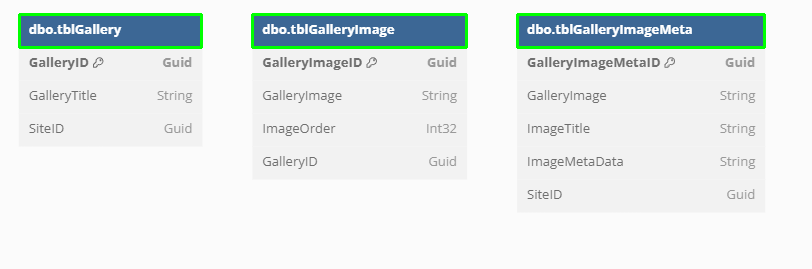 dbo.tblGallery
GalleryID Guid
GalleryTitle String
SiteID Guid
dbo.tblGalleryImage
GalleryImageID Guid
GalleryImage String
ImageOrder Int32
GalleryID Guid
dbo.tblGalleryImageMeta
GalleryImageMetaID Guid
GalleryImage String
ImageTitle String
ImageMetaData String
SiteID Guid